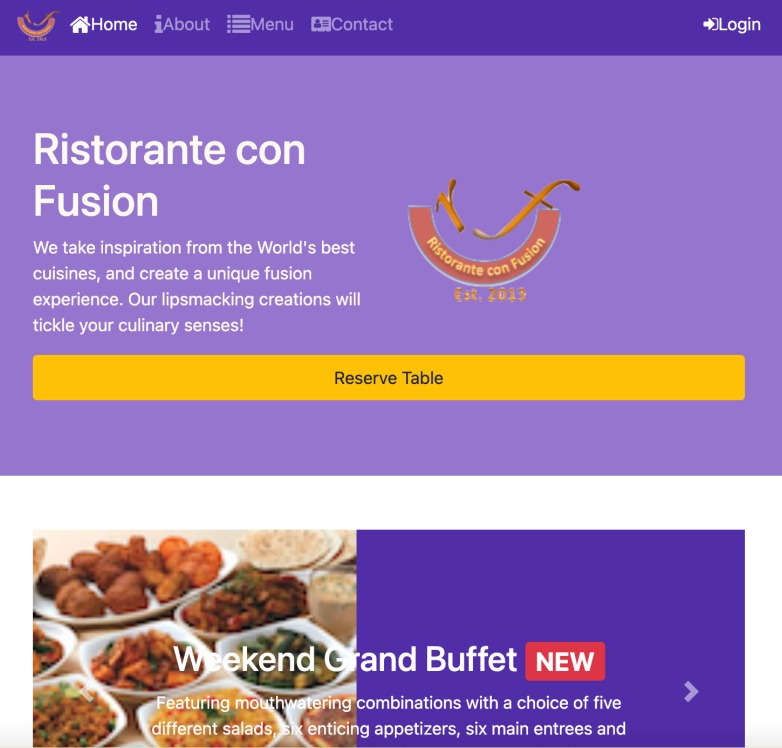 Home About Menu Contact Login
Ristorante con
Fusion
We take inspiration from the World's best
cuisines, and create a unique fusion
experience. Our lipsmacking creations will
tickle your culinary senses!
Ristorante con Fusion
Est. 2013
Reserve Table
Weekend Grand Buffet NEW
Featuring mouthwatering combinations with a choice of five
different salads, six enticing appetizers, six main entrees and